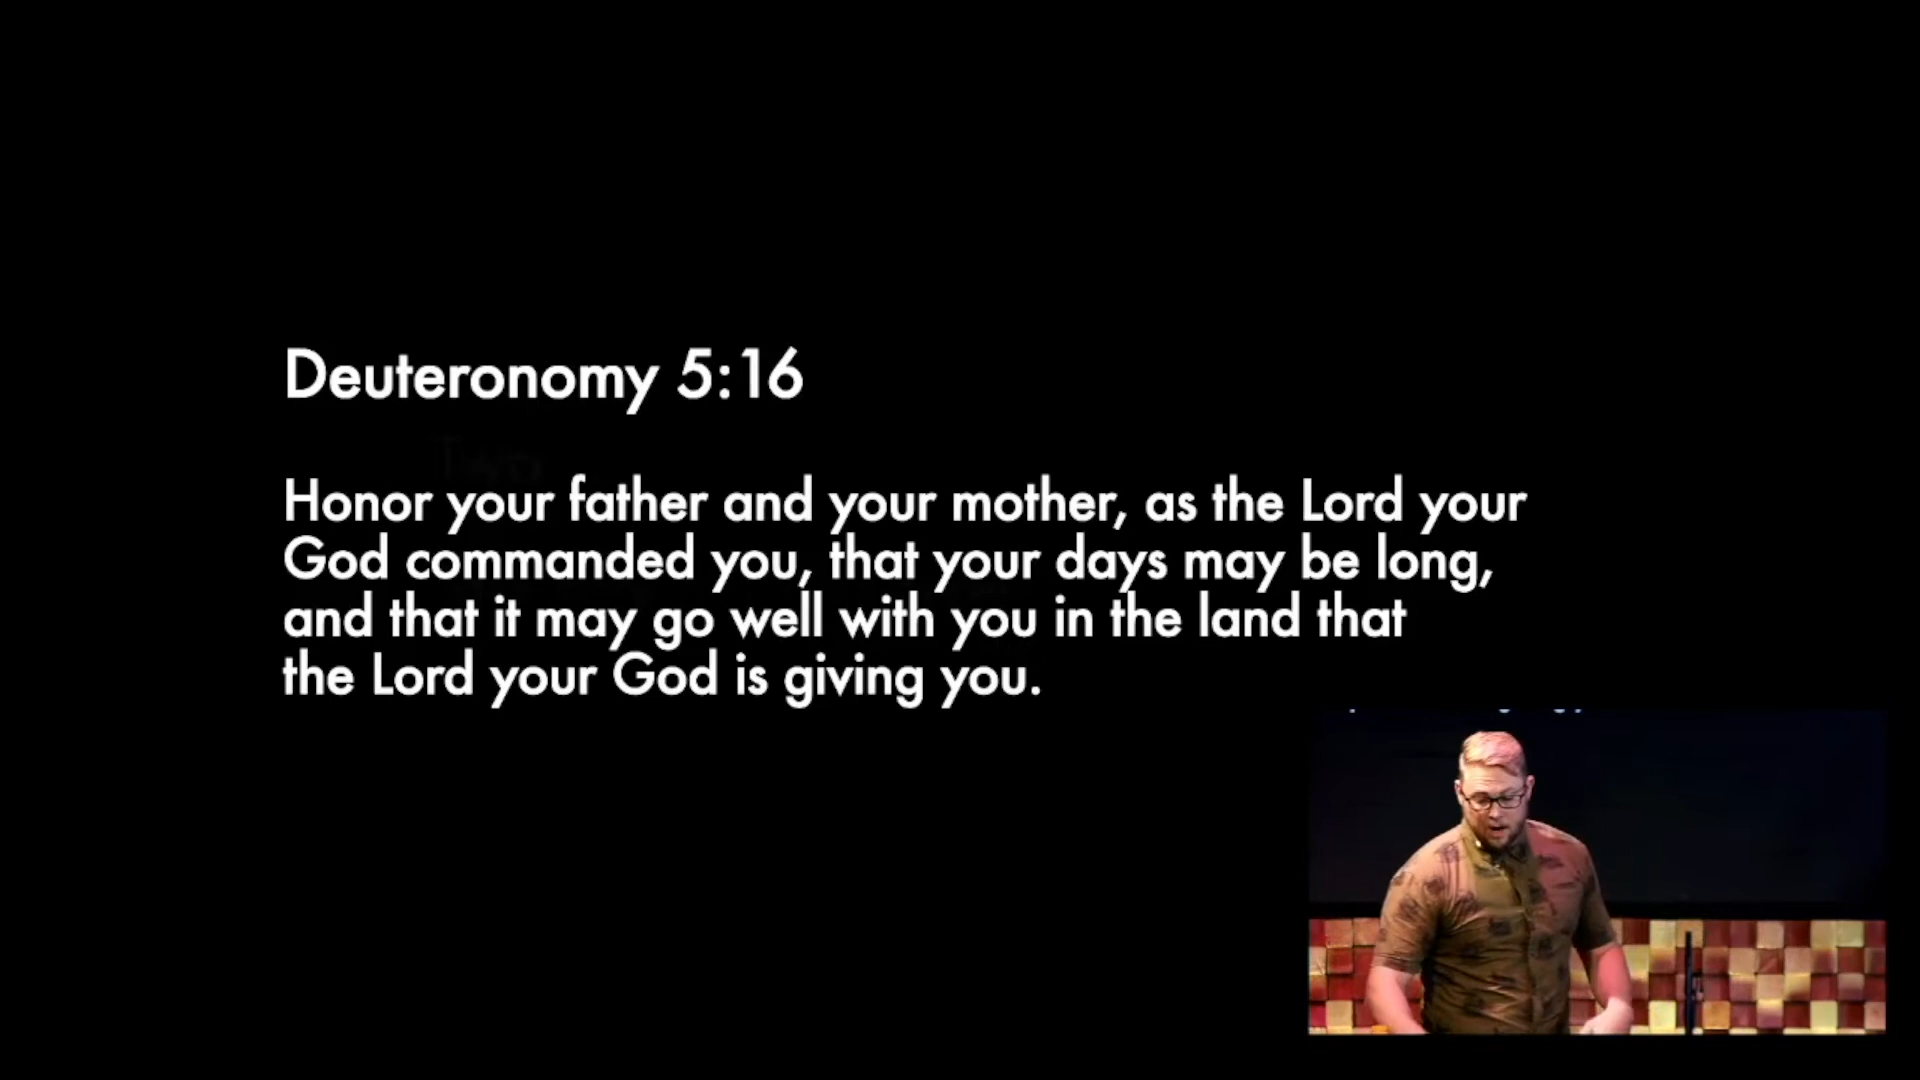 Deuteronomy 5:16
Honor your father and your mother, as the Lord your
God commanded you, that your days may be long,
and that it may go well with you in the land that
the Lord your God is giving you.